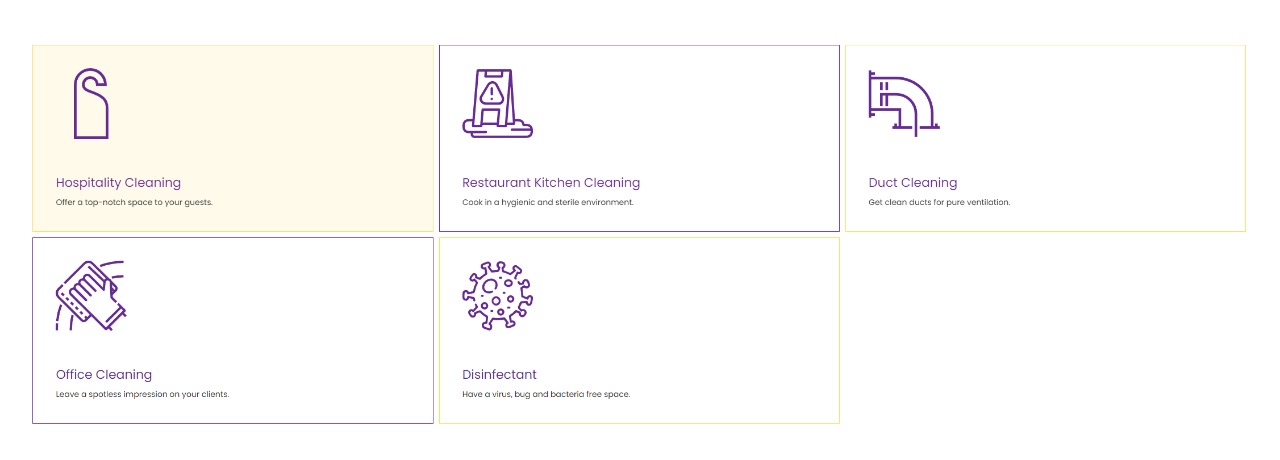 Hospitality Cleaning
Offer a top-notch space to your guests.
Restaurant Kitchen Cleaning
Cook in a hygienic and sterile environment.
Duct Cleaning
Get clean ducts for pure ventilation.
Office Cleaning
Leave a spotless impression on your clients.
Disinfectant
Have a virus, bug and bacteria free space.